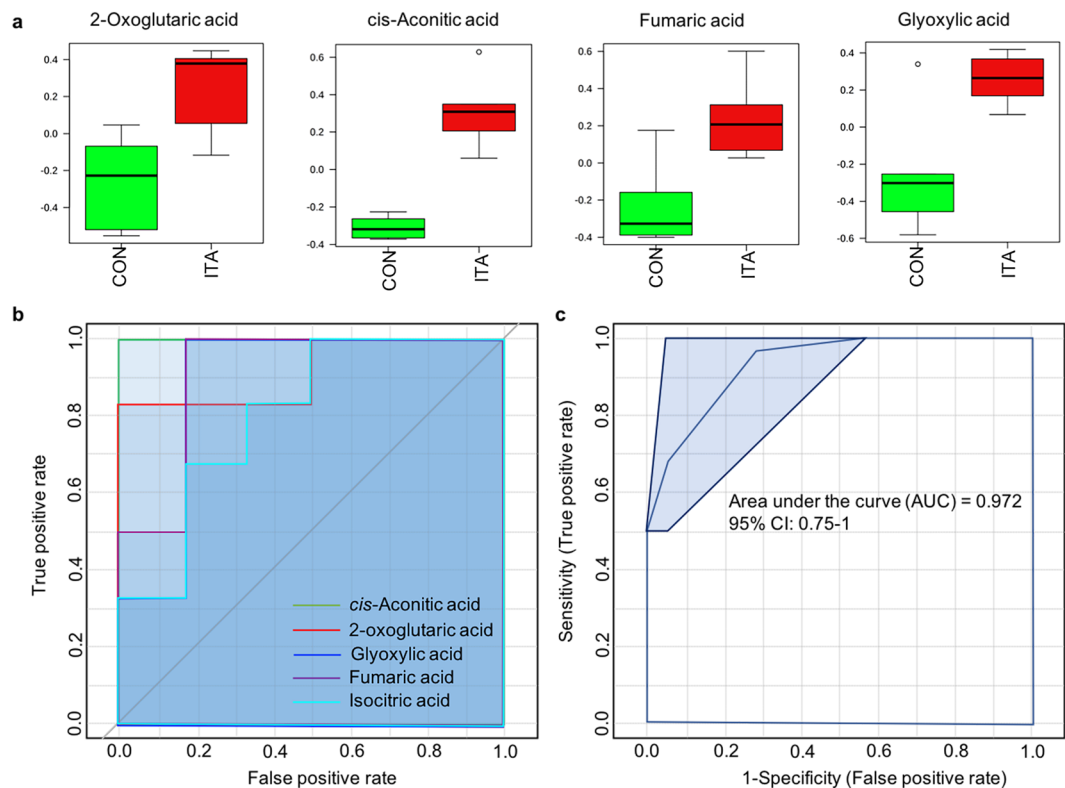 a
2-Oxoglutaric acid
cis-Aconitic acid
Fumaric acid
Glyoxylic acid
0.4
0.2
0.0
-0.2
-0.4
CON
ITA
0.6
0.4
0.2
0.0
-0.2
-0.4
CON
ITA
0.6
0.4
0.2
0.0
-0.2
-0.4
CON
ITA
0.4
0.2
0.0
-0.2
-0.4
-0.6
CON
ITA
b
True positive rate
1.0
0.8
0.6
0.4
0.2
0.0
cis-Aconitic acid
2-oxoglutaric acid
Glyoxylic acid
Fumaric acid
Isocitric acid
0.0
0.2
0.4
0.6
0.8
1.0
False positive rate
c
Sensitivity (True positive rate)
1.0
0.8
0.6
0.4
0.2
0.0
Area under the curve (AUC) = 0.972
95% CI: 0.75-1
0.0
0.2
0.4
0.6
0.8
1.0
1-Specificity (False positive rate)